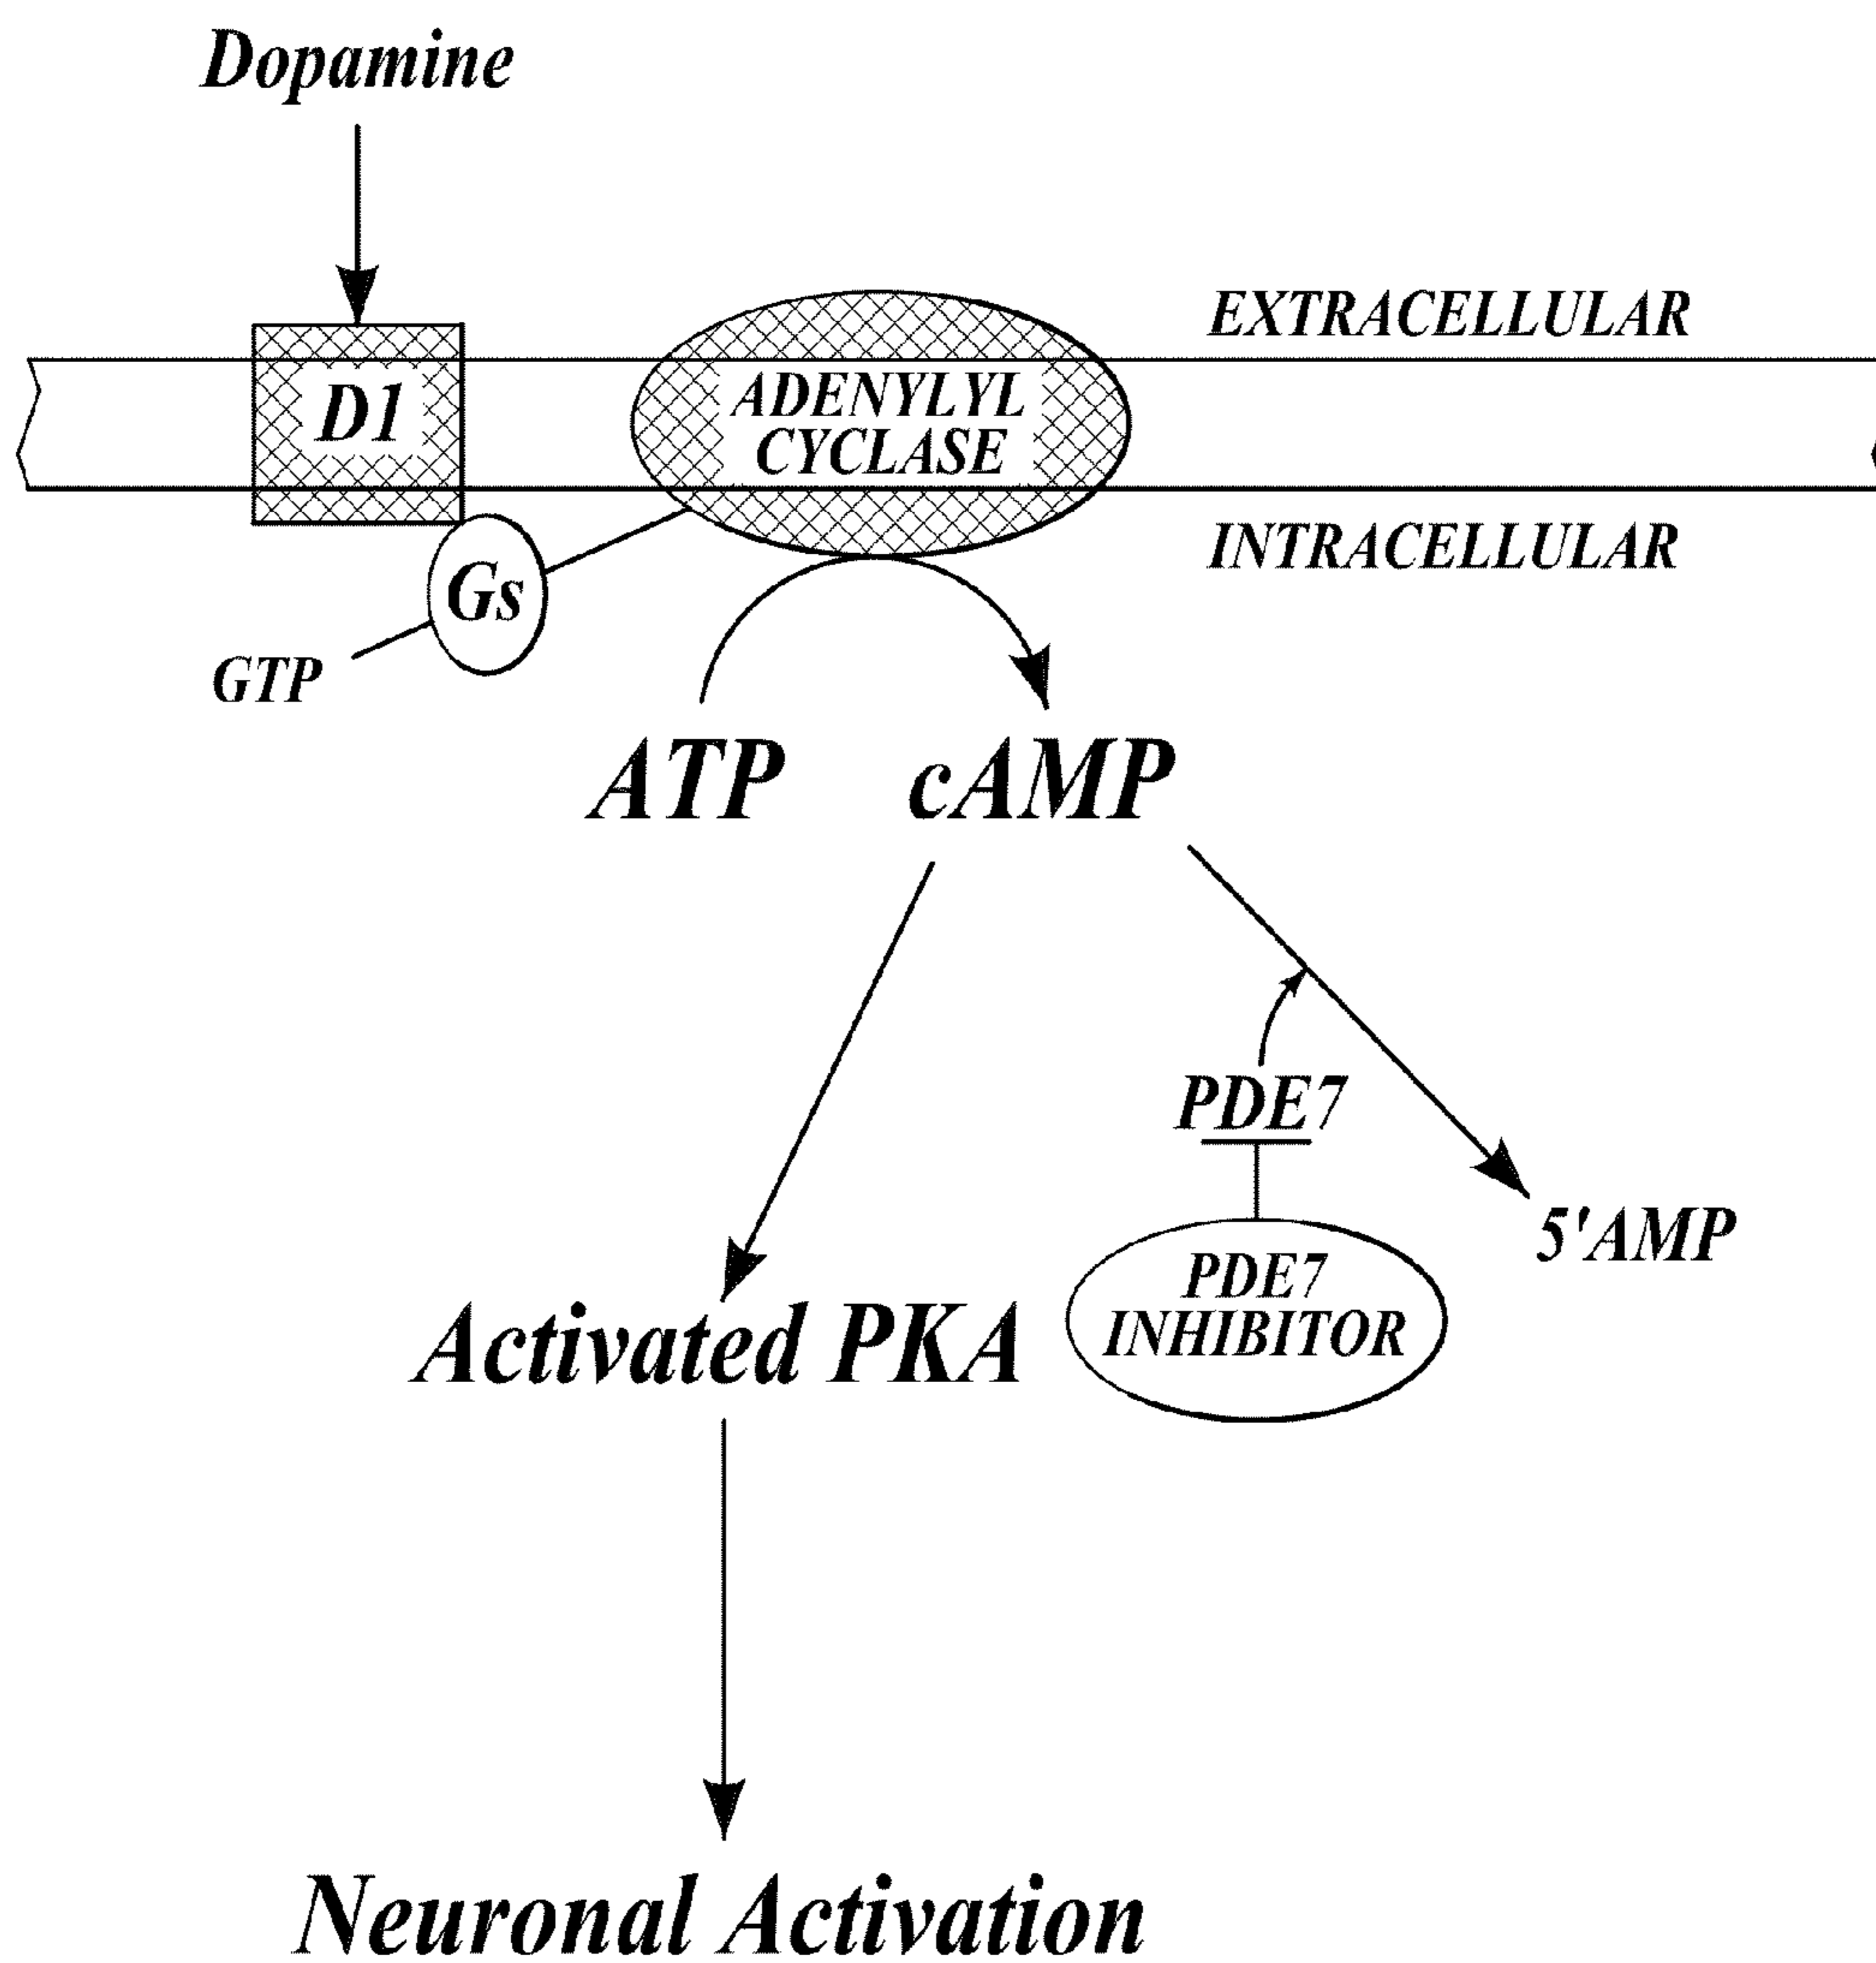 Dopamine
EXTRACELLULAR
D1
ADENYLYL
CYCLASE
INTRACELLULAR
Gs
GTP
ATP
cAMP
PDE7
5'AMP
PDE7
INHIBITOR
Activated PKA
Neuronal Activation